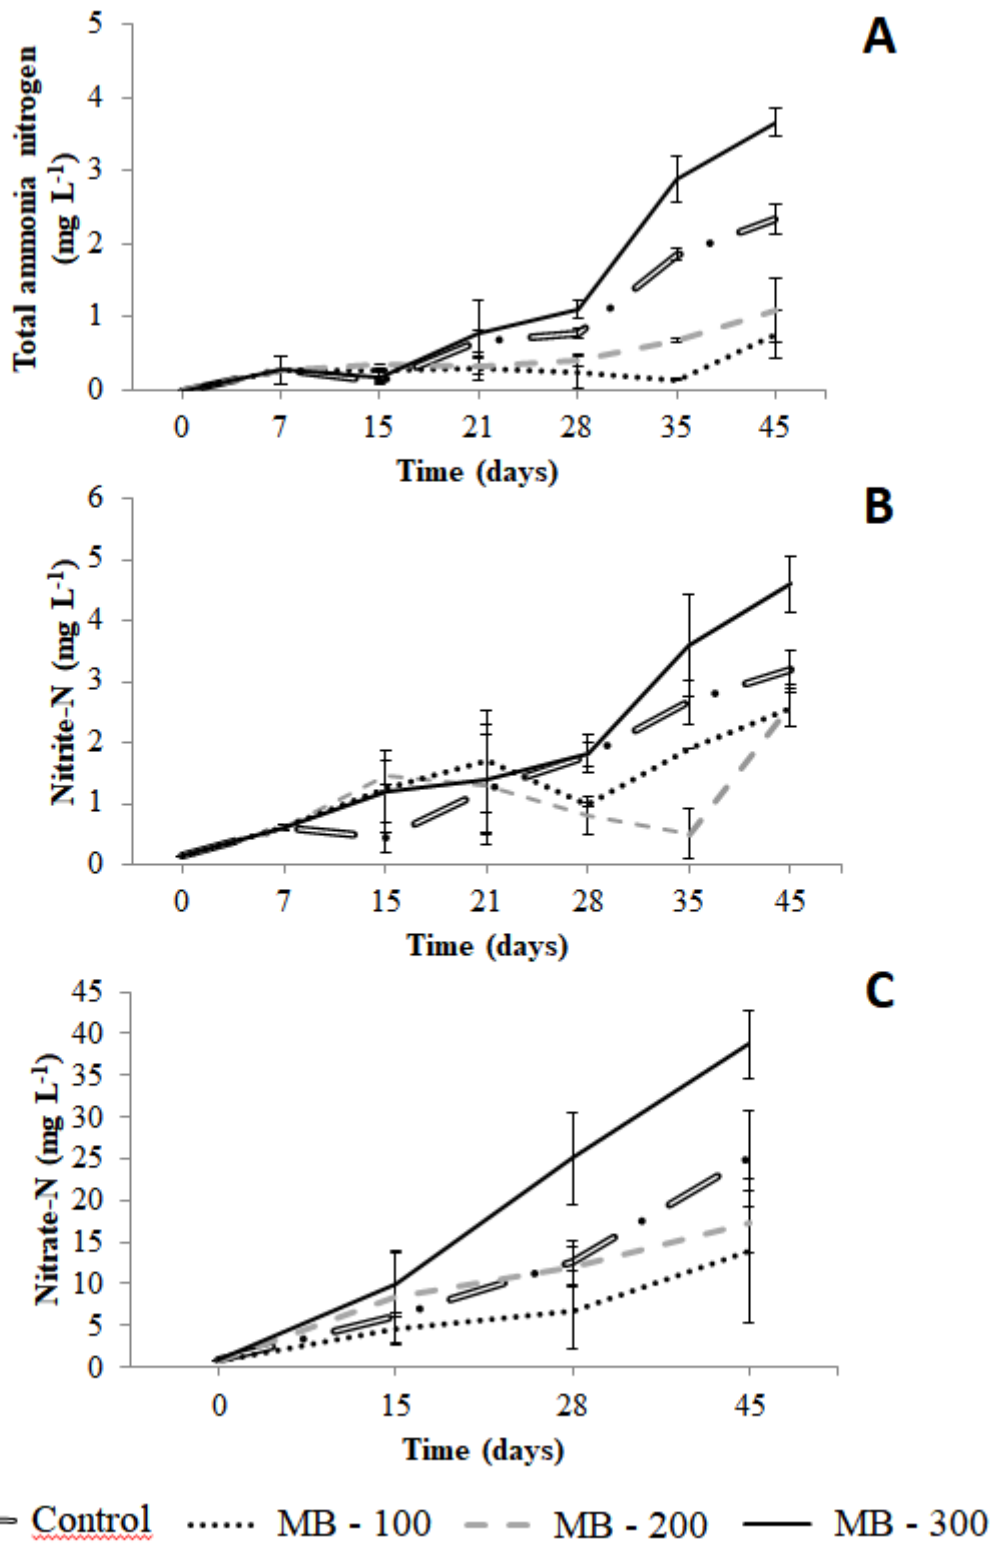 A
Total ammonia nitrogen
(mg L-1)
5
4
3
2
1
0
0 7 15 21 28 35 45
Time (days)
B
Nitrite-N (mg L-1)
6
5
4
3
2
1
0
0 7 15 21 28 35 45
Time (days)
C
Nitrate-N (mg L-1)
45
40
35
30
25
20
15
10
5
0
0 15 28 45
Time (days)
Control MB - 100 MB - 200 MB - 300